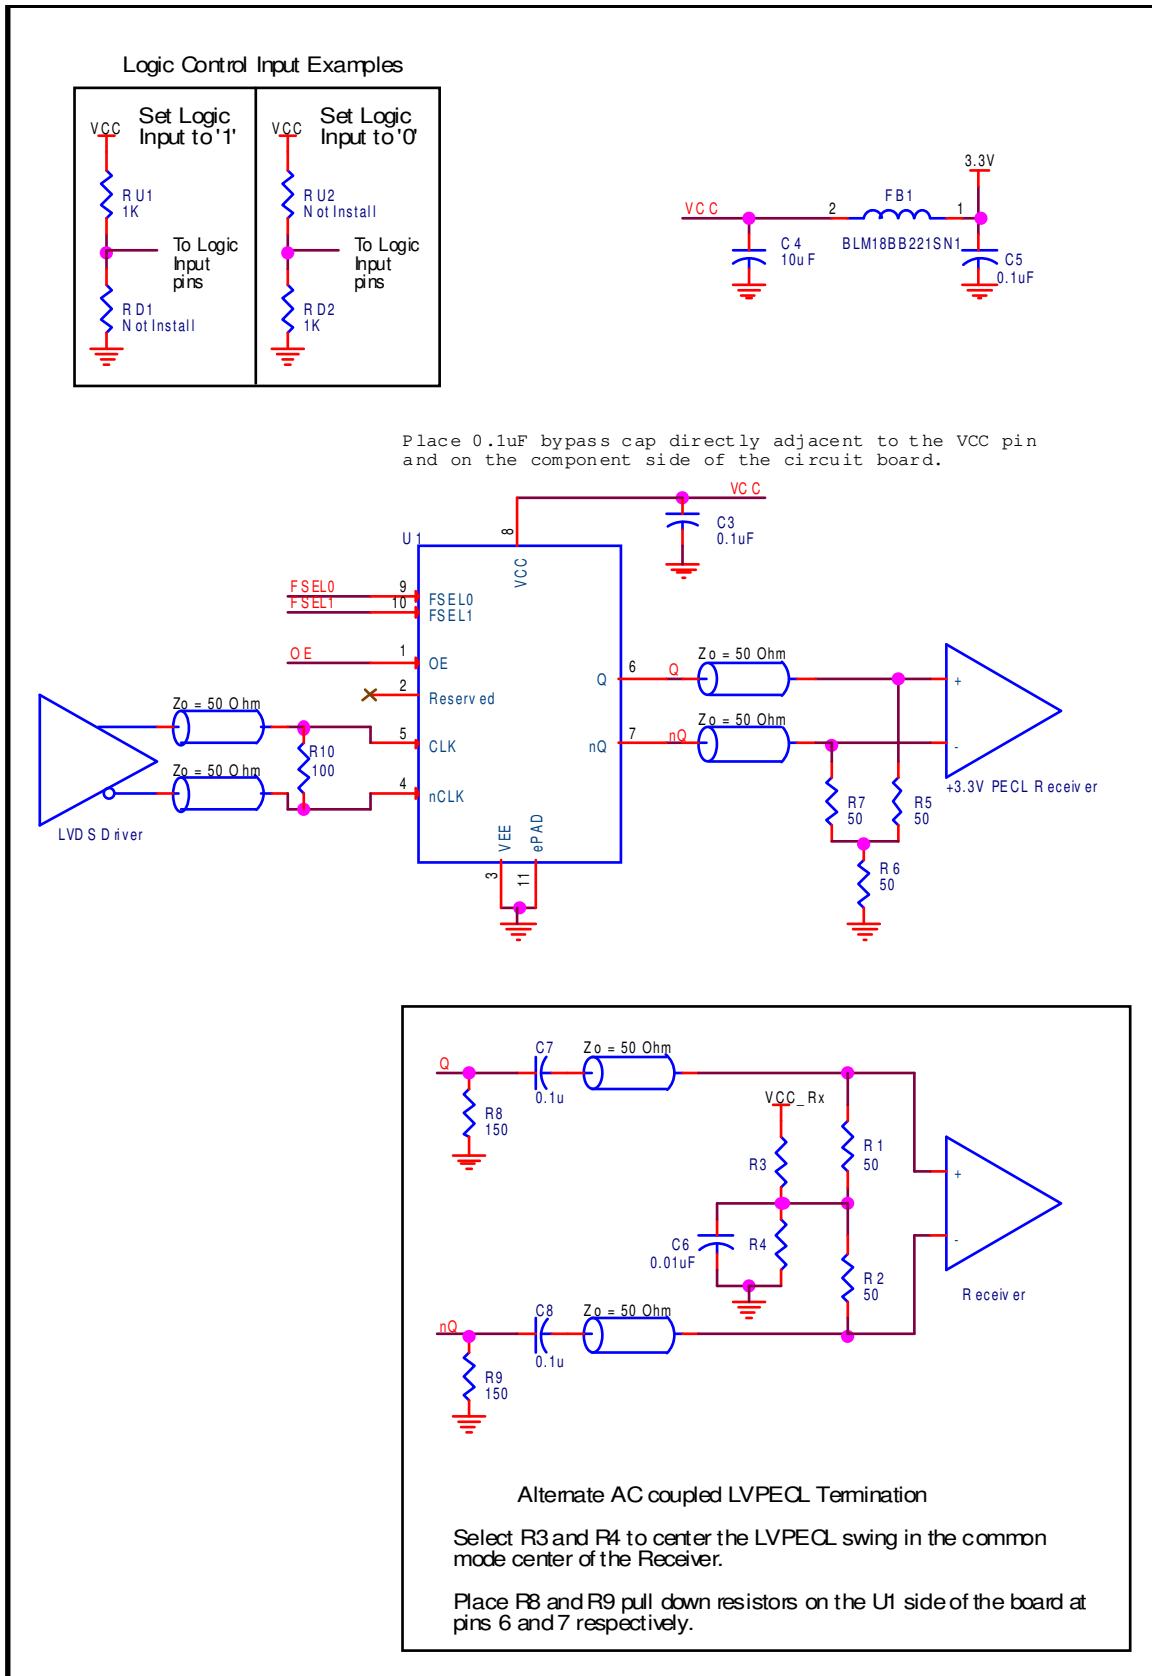 Logic Control Input Examples
Set Logic
Input to '1'
Set Logic
Input to '0'
VCC
VCC
RU1
1K
RU2
Not Install
To Logic
Input
pins
To Logic
Input
pins
RD1
Not Install
RD2
1K
3.3V
VCC
2
FB1
1
BLM18BB221SN1
C4
10uF
C5
0.1uF
Place 0.1uF bypass cap directly adjacent to the VCC pin
and on the component side of the circuit board.
VCC
C3
0.1uF
U1
8
VCC
FSEL0
9
FSEL0
FSEL1
10
FSEL1
OE
1
OE
2
Reserved
5
CLK
4
nCLK
Zo = 50 Ohm
R10
100
Zo = 50 Ohm
LVDS Driver
VEE
ePAD
3
11
Q
6
Q
Zo = 50 Ohm
nQ
7
nQ
Zo = 50 Ohm
+
-
+3.3V PECL Receiver
R7
50
R5
50
R6
50
Q
C7
0.1u
Zo = 50 Ohm
R8
150
VCC_Rx
R3
R1
50
+
-
C6
0.01uF
R4
R2
50
Receiver
nQ
C8
0.1u
Zo = 50 Ohm
R9
150
Alternate AC coupled LVPECL Termination
Select R3 and R4 to center the LVPECL swing in the common
mode center of the Receiver.
Place R8 and R9 pull down resistors on the U1 side of the board at
pins 6 and 7 respectively.